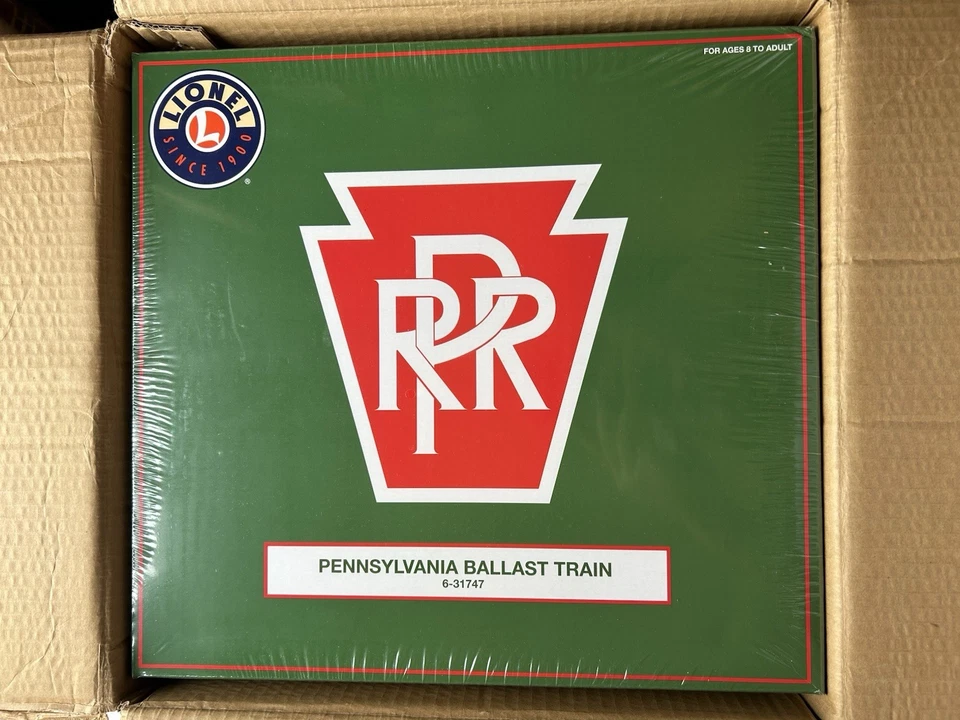 FOR AGES 8 TO ADULT
LIONEL
L
SINCE 1900
®
PRR
PENNSYLVANIA BALLAST TRAIN
6-31747